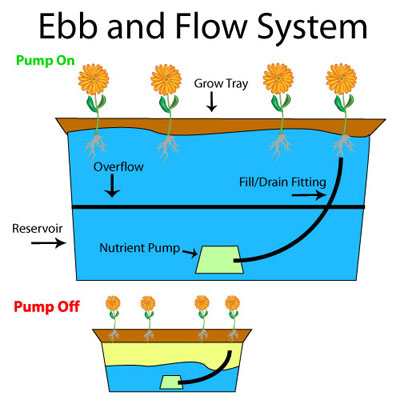 Ebb and Flow System
Pump On
Grow Tray
Overflow
Fill/Drain Fitting
Reservoir
Nutrient Pump
Pump Off